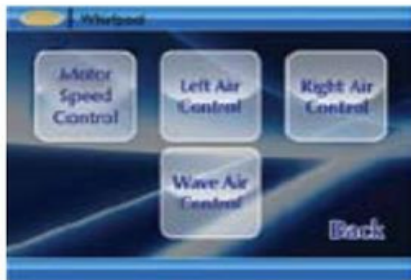 Whirlpool
Motor
Speed
Control
Left Air
Control
Right Air
Control
Wave Air
Control
Back